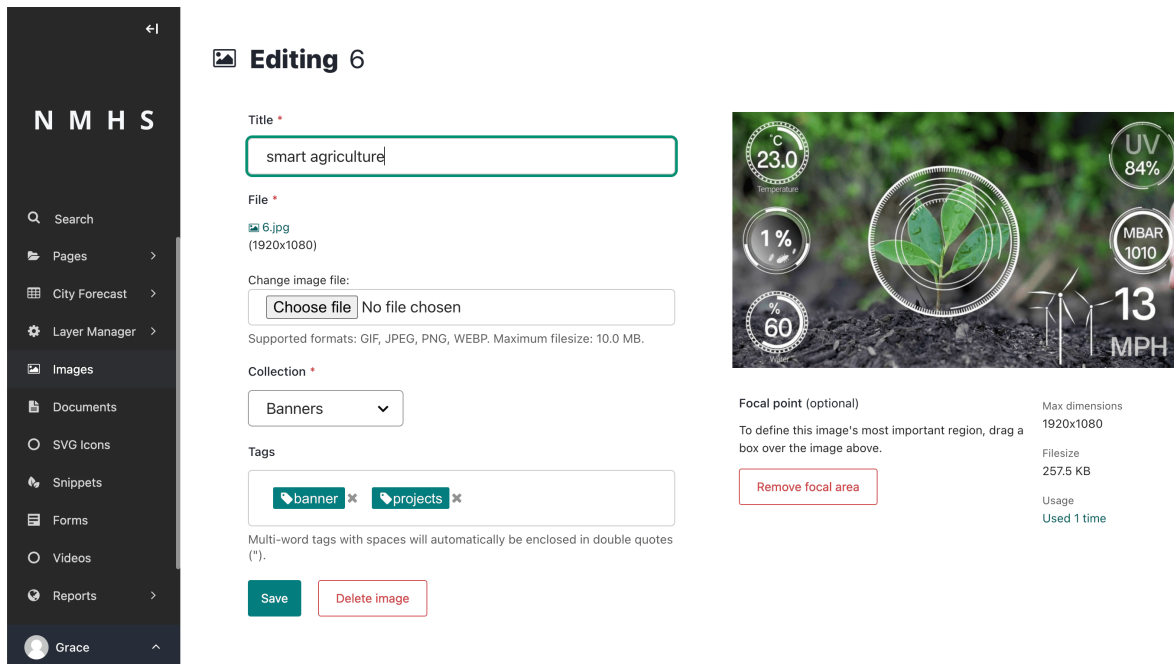 NMHS
Search
Pages
City Forecast
Layer Manager
Images
Documents
SVG Icons
Snippets
Forms
Videos
Reports
Grace
Editing 6
Title *
smart agriculture
File *
6.jpg
(1920x1080)
Change image file:
Choose file No file chosen
Supported formats: GIF, JPEG, PNG, WEBP. Maximum filesize: 10.0 MB.
Collection *
Banners
Tags
banner projects
Multi-word tags with spaces will automatically be enclosed in double quotes
(").
Save Delete image
°C
23.0
Temperature
1 %
%
60
Water
UV
84%
MBAR
1010
13
MPH
Focal point (optional)
To define this image's most important region, drag a
box over the image above.
Remove focal area
Max dimensions
1920x1080
Filesize
257.5 KB
Usage
Used 1 time